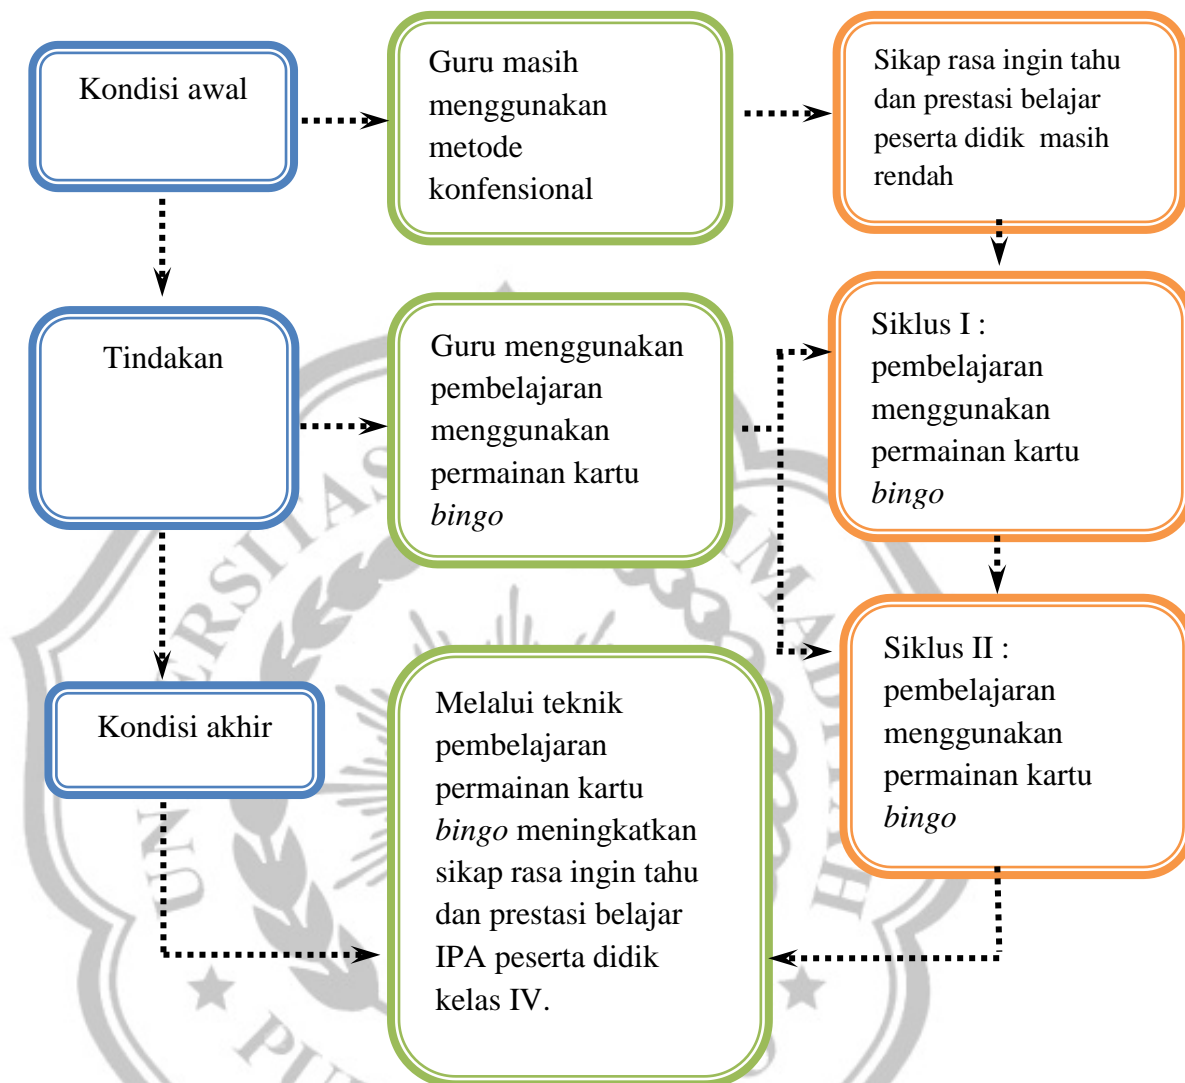 Kondisi awal
Guru masih
menggunakan
metode
konfensional
Sikap rasa ingin tahu
dan prestasi belajar
peserta didik masih
rendah
Tindakan
Guru menggunakan
pembelajaran
menggunakan
permainan kartu
bingo
Siklus I :
pembelajaran
menggunakan
permainan kartu
bingo
Siklus II :
pembelajaran
menggunakan
permainan kartu
bingo
Kondisi akhir
Melalui teknik
pembelajaran
permainan kartu
bingo meningkatkan
sikap rasa ingin tahu
dan prestasi belajar
IPA peserta didik
kelas IV.